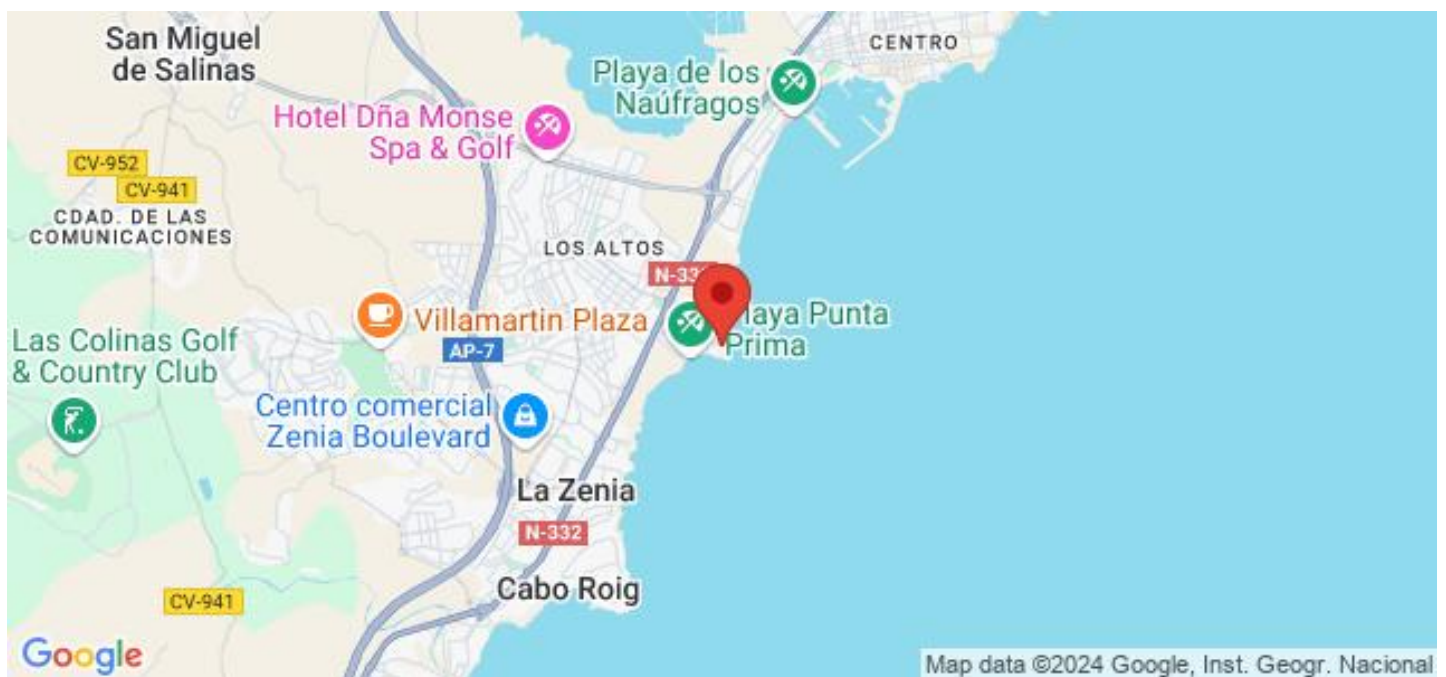 San Miguel
de Salinas
CENTRO
Playa de los
Naúfragos
Hotel Dña Monse
Spa & Golf
CV-952
CV-941
CDAD. DE LAS
COMUNICACIONES
LOS ALTOS
Villamartin Plaza
Punta
Prima
AP-7
Las Colinas Golf
& Country Club
Centro comercial
Zenia Boulevard
La Zenia
N-332
Cabo Roig
CV-941
Google
Map data ©2024 Google, Inst. Geogr. Nacional